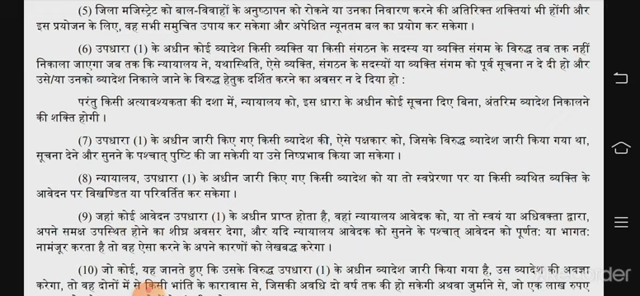 (5) जिला मजिस्ट्रेट को बाल-विवाहों के अनुष्ठापन को रोकने या उनका निवारण करने की अतिरिक्त शक्तियां भी होंगी और
इस प्रयोजन के लिए, वह सभी समुचित उपाय कर सकेगा और अपेक्षित न्यूनतम बल का प्रयोग कर सकेगा ।
(6) उपधारा (1) के अधीन कोई व्यादेश किसी व्यक्ति या किसी संगठन के सदस्य या व्यक्ति संगम के विरुद्ध तब तक नहीं
निकाला जाएगा जब तक कि न्यायालय ने, यथास्थिति, ऐसे व्यक्ति, संगठन के सदस्यों या व्यक्ति संगम को पूर्व सूचना न दे दी हो और
उसे/या उनको व्यादेश निकाले जाने के विरुद्ध हेतुक दर्शित करने का अवसर न दे दिया हो :
परंतु किसी अत्यावश्यकता की दशा में, न्यायालय को, इस धारा के अधीन कोई सूचना दिए बिना, अंतरिम व्यादेश निकालने
की शक्ति होगी ।
(7) उपधारा (1) के अधीन जारी किए गए किसी व्यादेश की, ऐसे पक्षकार को, जिसके विरुद्ध व्यादेश जारी किया गया था,
सूचना देने और सुनने के पश्चात् पुष्टि की जा सकेगी या उसे निष्प्रभाव किया जा सकेगा ।
(8) न्यायालय, उपधारा (1) के अधीन जारी किए गए किसी व्यादेश को या तो स्वप्रेरणा पर या किसी व्यथित व्यक्ति के
आवेदन पर विखण्डित या परिवर्तित कर सकेगा ।
(9) जहां कोई आवेदन उपधारा (1) के अधीन प्राप्त होता है, वहां न्यायालय आवेदक को, या तो स्वयं या अधिवक्ता द्वारा,
अपने समक्ष उपस्थित होने का शीघ्र अवसर देगा, और यदि न्यायालय आवेदक को सुनने के पश्चात् आवेदन को पूर्णत: या भागत:
नामंजूर करता है तो वह ऐसा करने के अपने कारणों को लेखबद्ध करेगा ।
(10) जो कोई, यह जानते हुए कि उसके विरुद्ध उपधारा (1) के अधीन व्यादेश जारी किया गया है, उस व्यादेश की अवज्ञा
करेगा, तो वह दोनों में से किसी भांति के कारावास से, जिसकी अवधि दो वर्ष तक की हो सकेगी अथवा जुर्माने से, जो एक लाख रुपए